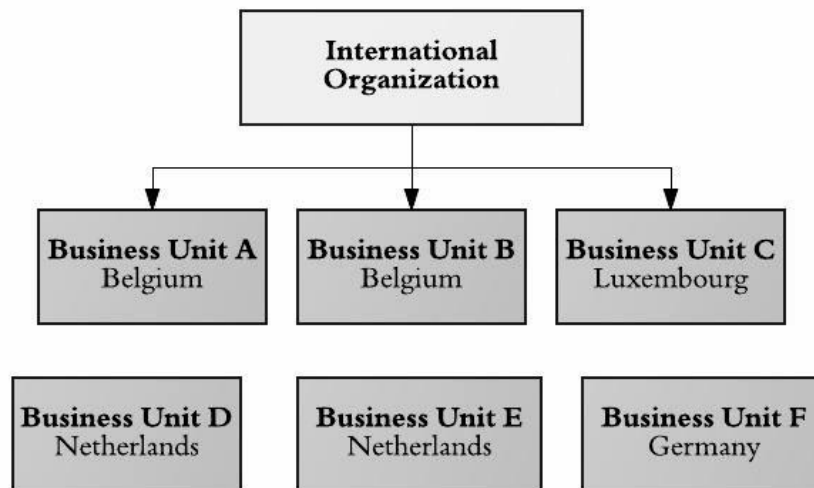 International
Organization
Business Unit A
Belgium
Business Unit B
Belgium
Business Unit C
Luxembourg
Business Unit D
Netherlands
Business Unit E
Netherlands
Business Unit F
Germany